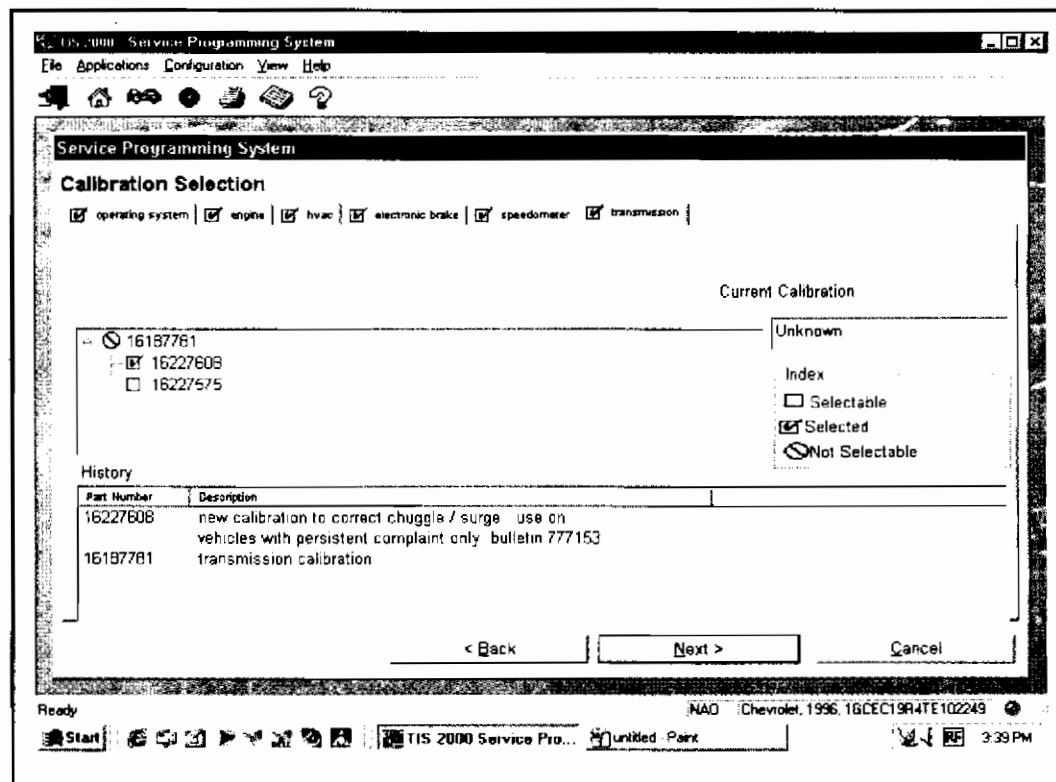 TIS 2000 Service Programming System
File Applications Configuration View Help
Service Programming System
Calibration Selection
operating system engine hvac electronic brake speedometer transmission
Current Calibration
Unknown
16187781
16227608
16227575
Index
Selectable
Selected
Not Selectable
History
Part Number Description
16227608 new calibration to correct chuggle / surge use on
vehicles with persistent complaint only bulletin 777153
16187781 transmission calibration
< Back Next > Cancel
Ready NAO Chevrolet, 1996, 1GCEC19R4TE102249
Start TIS 2000 Service Pro... untitled - Paint RF 3:39 PM